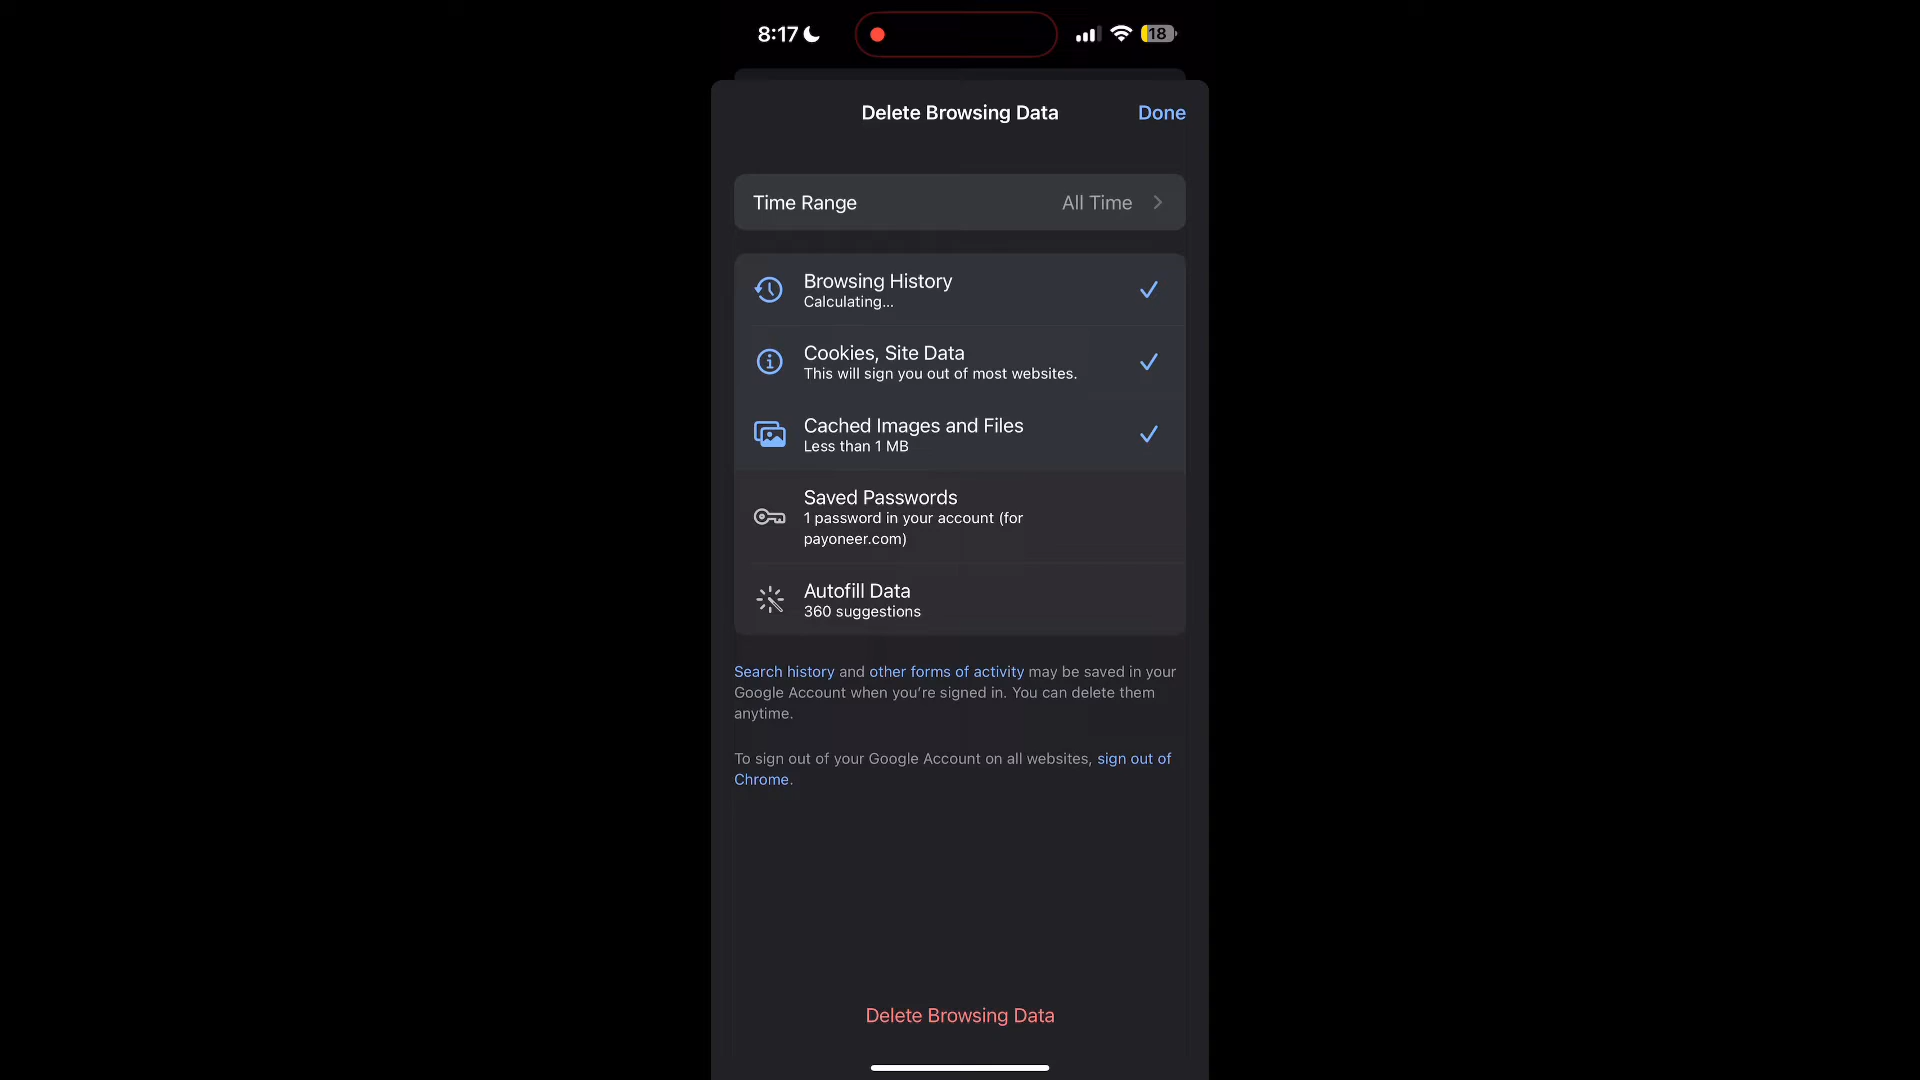 8:17
18
Delete Browsing Data
Done
Time Range
All Time
Browsing History
Calculating...
Cookies, Site Data
This will sign you out of most websites.
Cached Images and Files
Less than 1 MB
Saved Passwords
1 password in your account (for
payoneer.com)
Autofill Data
360 suggestions
Search history and other forms of activity may be saved in your
Google Account when you’re signed in. You can delete them
anytime.
To sign out of your Google Account on all websites, sign out of
Chrome.
Delete Browsing Data